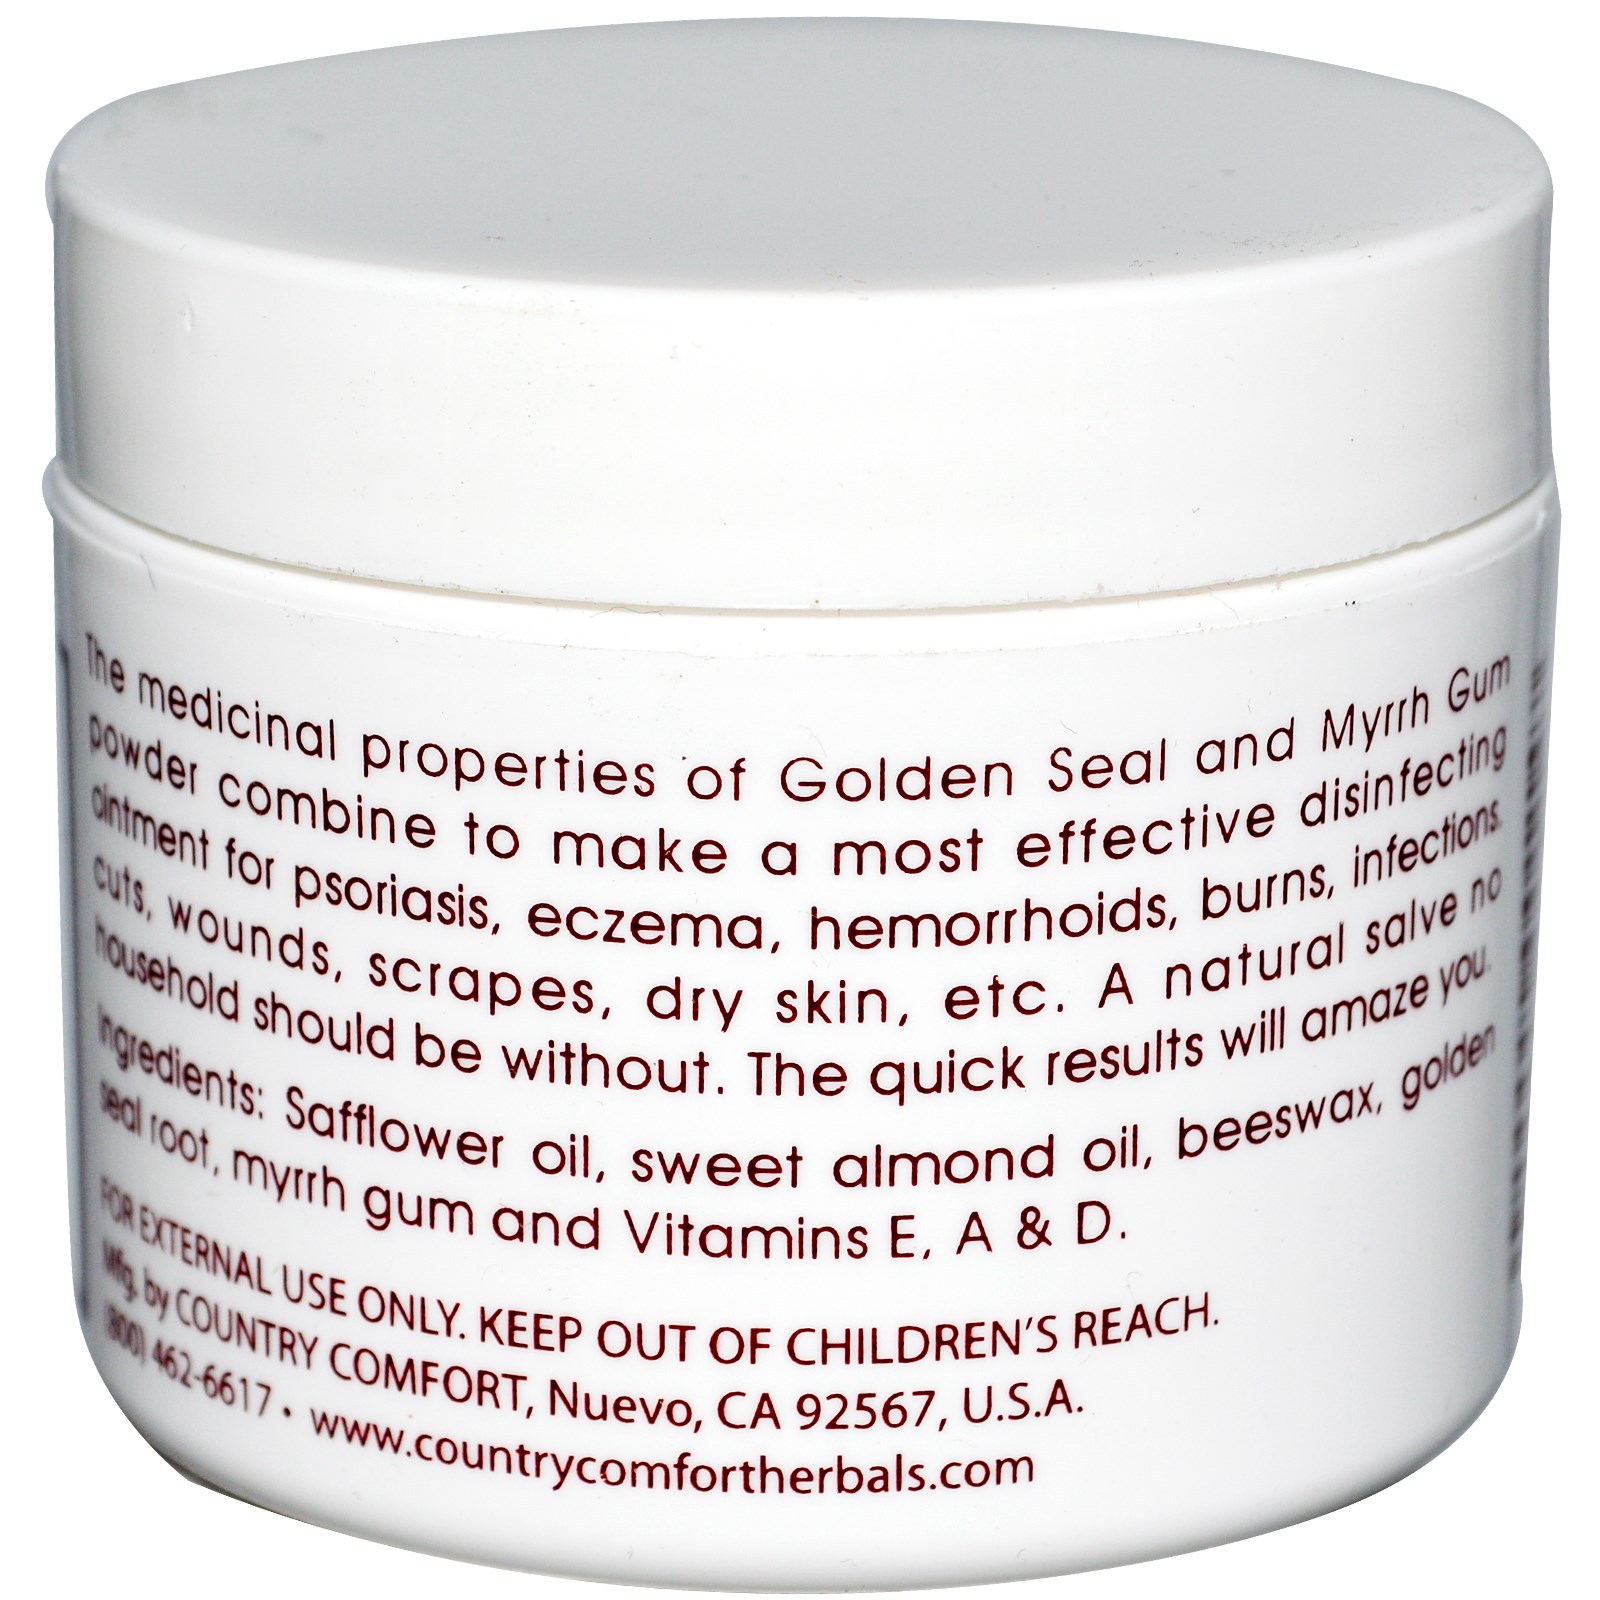 The medicinal properties of Golden Seal and Myrrh Gum
powder combine to make a most effective disinfecting
ointment for psoriasis, eczema, hemorrhoids, burns, infections,
cuts, wounds, scrapes, dry skin, etc. A natural salve no
household should be without. The quick results will amaze you.
Ingredients: Safflower oil, sweet almond oil, beeswax, golden
seal root, myrrh gum and Vitamins E, A & D.
FOR EXTERNAL USE ONLY. KEEP OUT OF CHILDREN'S REACH.
Mfg. by COUNTRY COMFORT, Nuevo, CA 92567, U.S.A.
(800) 462-6617 • www.countrycomfortherbals.com